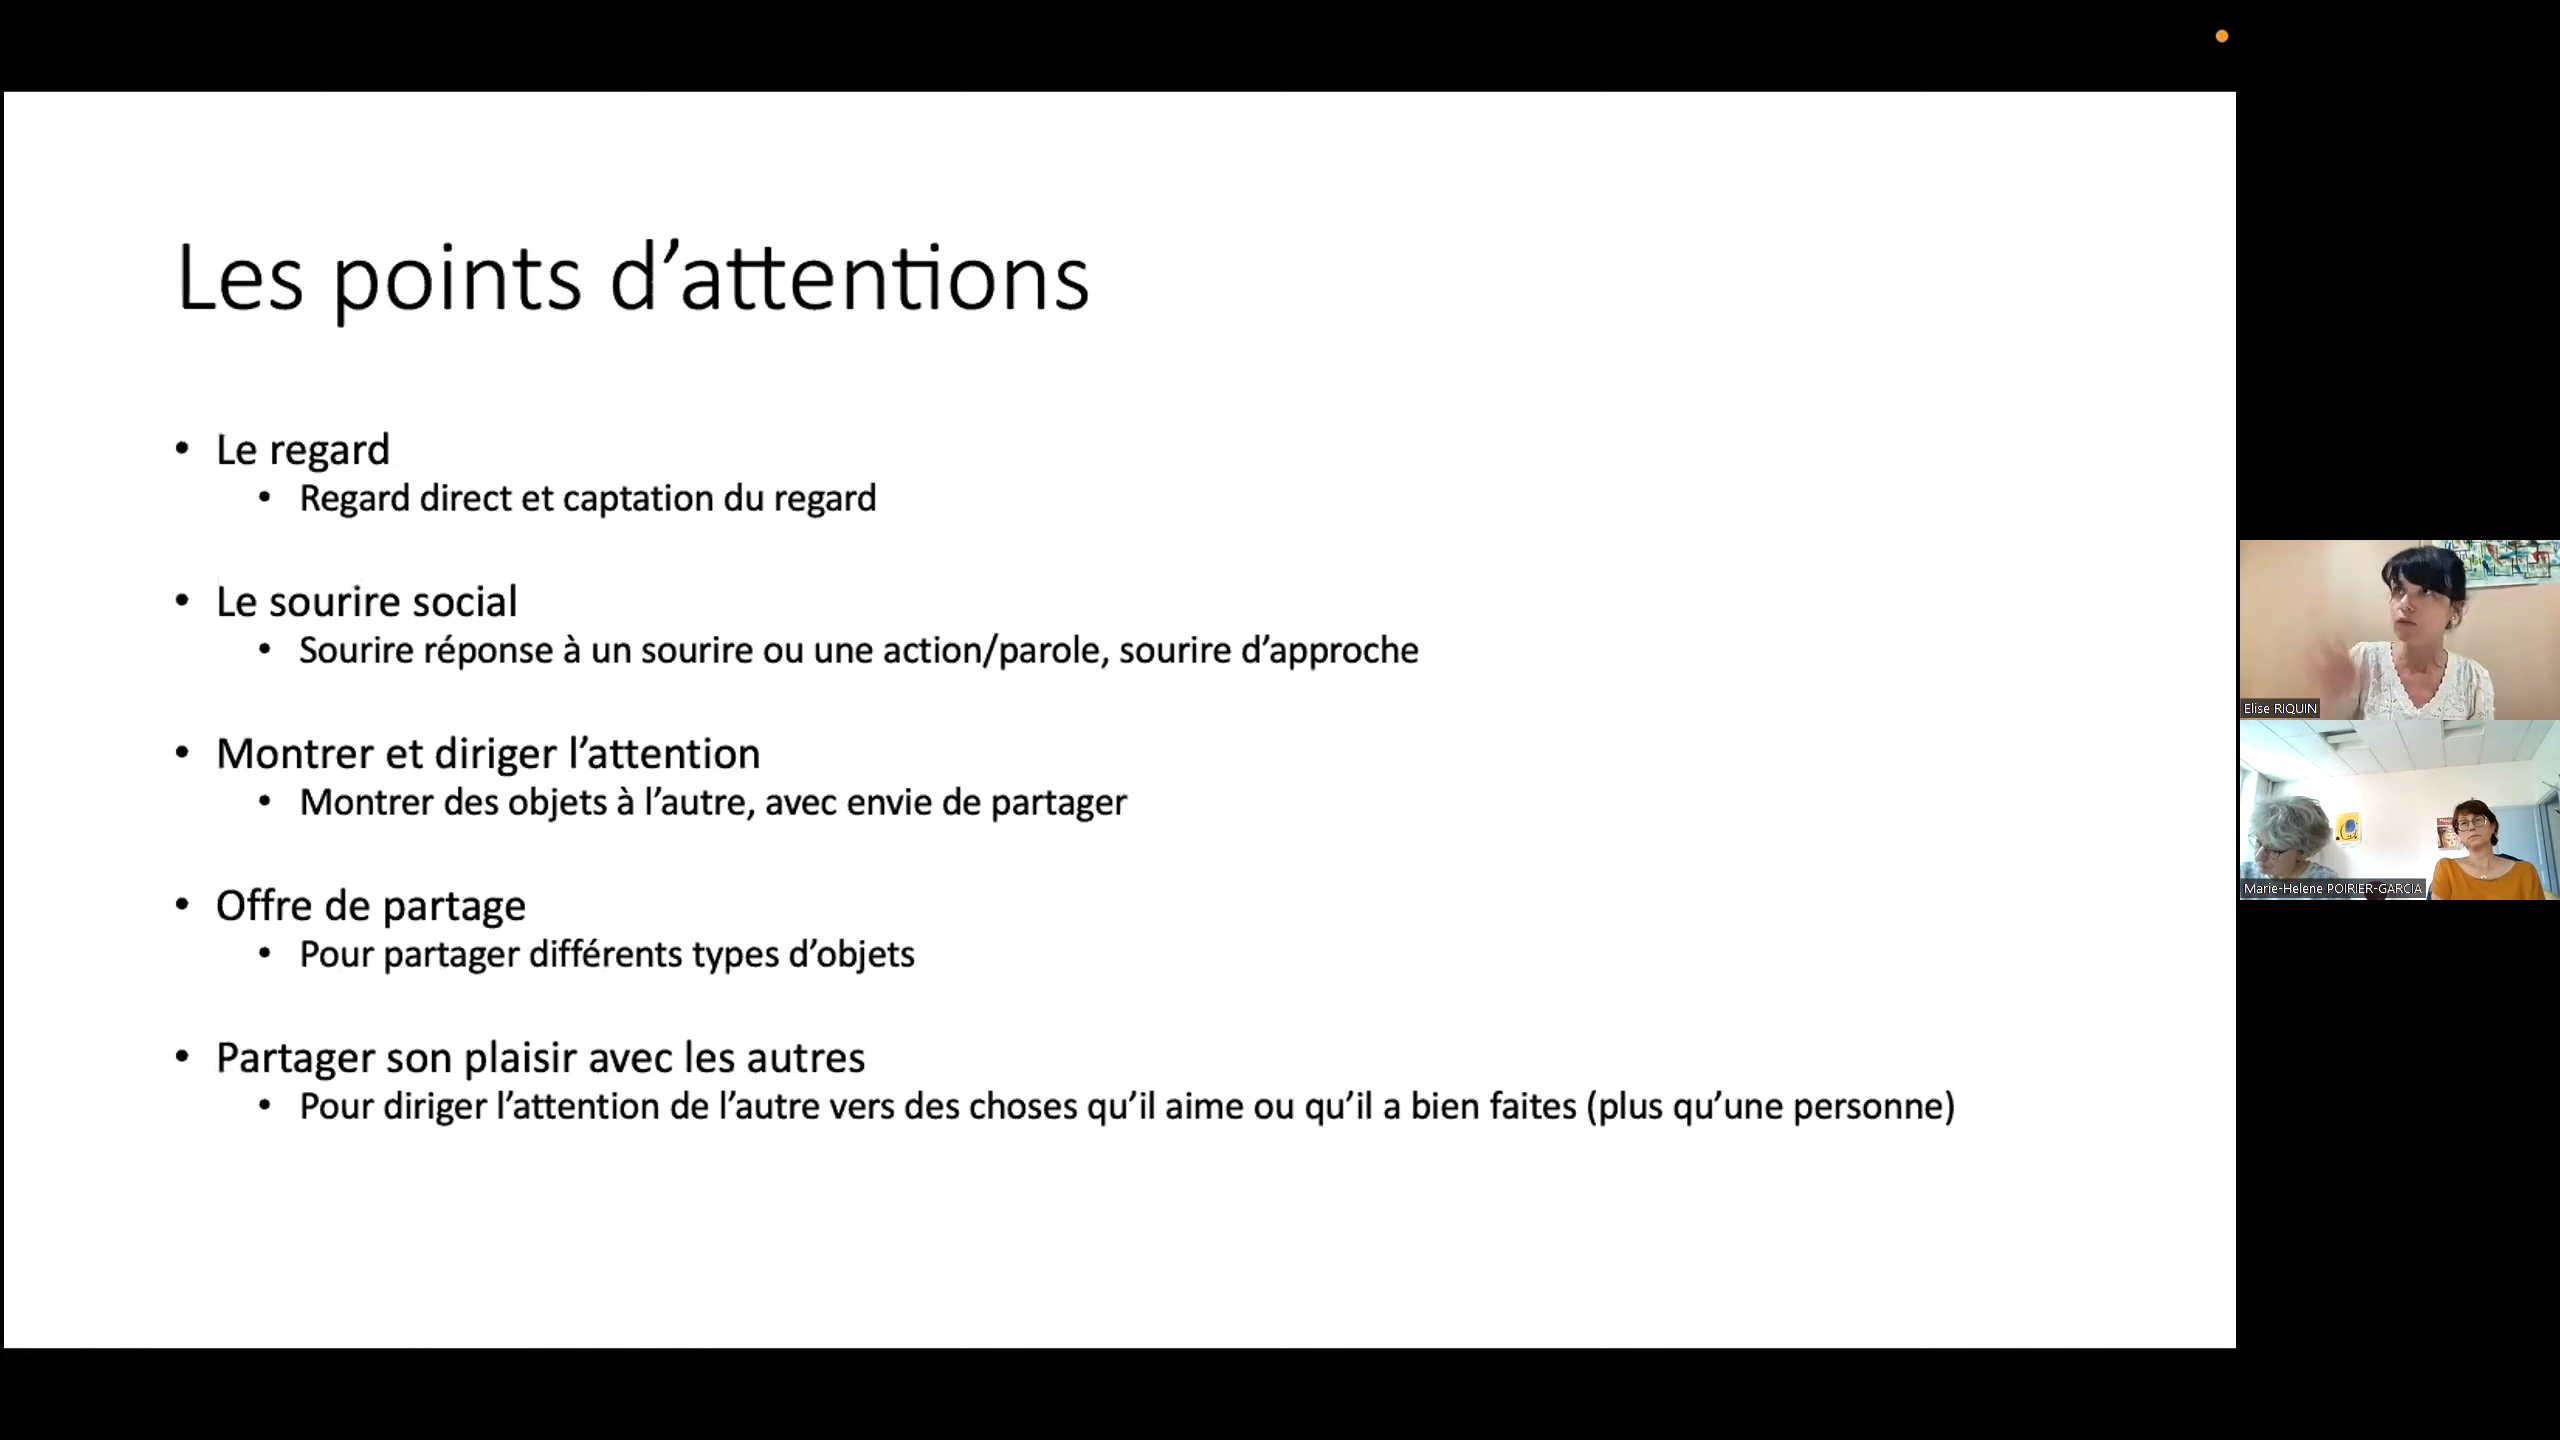 Les points d’attentions
• Le regard
• Regard direct et captation du regard
• Le sourire social
• Sourire réponse à un sourire ou une action/parole, sourire d’approche
• Montrer et diriger l’attention
• Montrer des objets à l’autre, avec envie de partager
• Offre de partage
• Pour partager différents types d’objets
• Partager son plaisir avec les autres
• Pour diriger l’attention de l’autre vers des choses qu’il aime ou qu’il a bien faites (plus qu’une personne)
Elise RIQUIN
Marie-Helene POIRIER-GARCIA